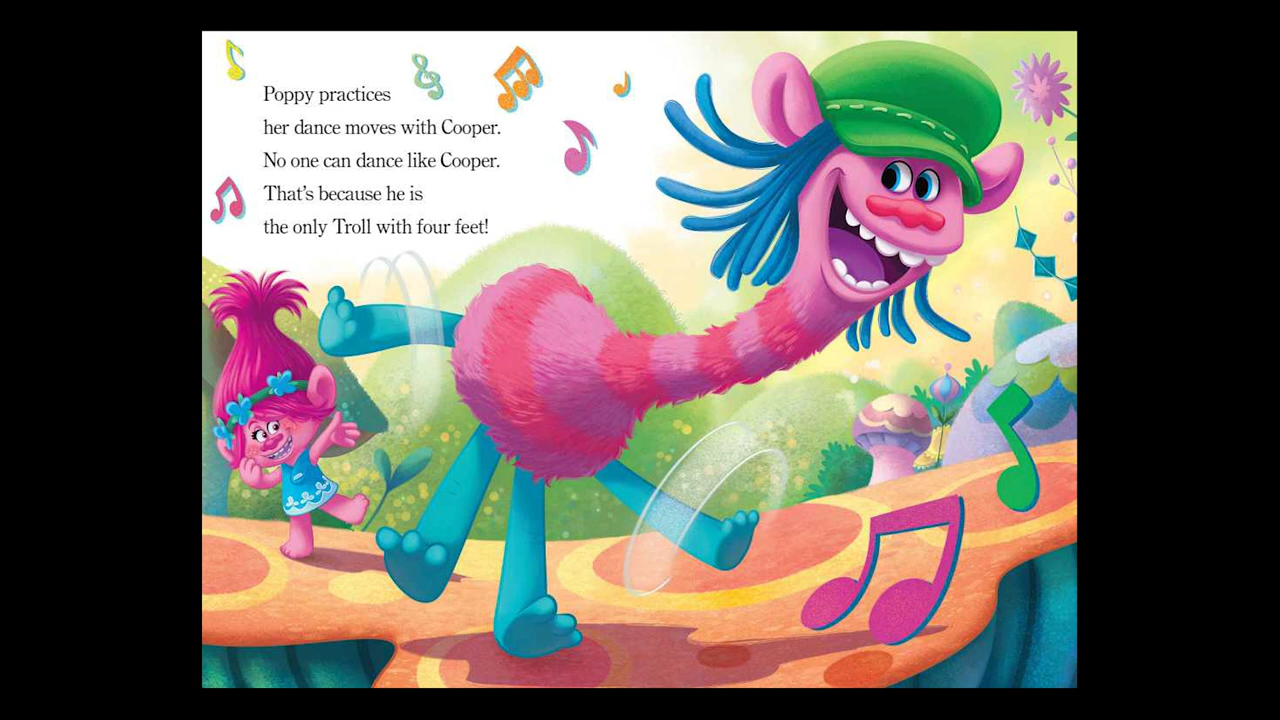 Poppy practices
her dance moves with Cooper.
No one can dance like Cooper.
That's because he is
the only Troll with four feet!